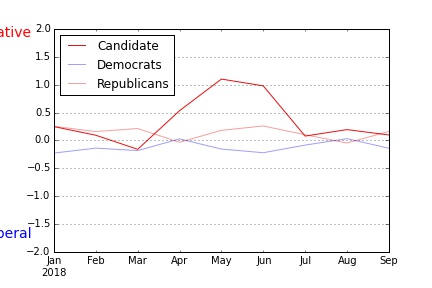 ative
peral
2.0
1.5
1.0
0.5
0.0
−0.5
−1.0
−1.5
−2.0
Candidate
Democrats
Republicans
Jan Feb Mar Apr May Jun Jul Aug Sep
2018